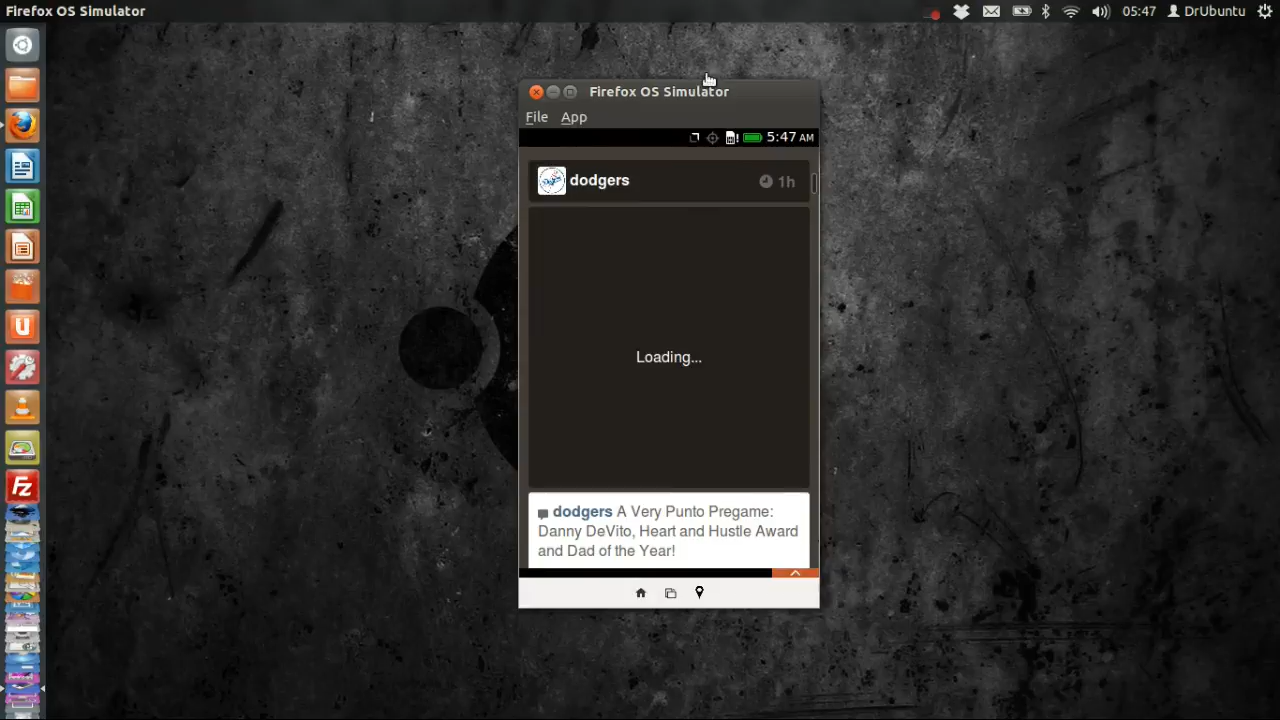 Firefox OS Simulator
05:47
DrUbuntu
Firefox OS Simulator
File App
5:47 AM
dodgers
1h
Loading...
dodgers A Very Punto Pregame:
Danny DeVito, Heart and Hustle Award
and Dad of the Year!
U
Fz